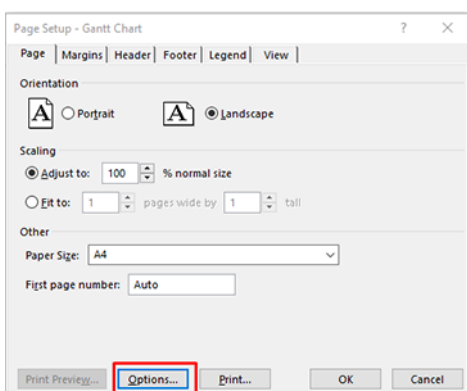 Page Setup - Gantt Chart ? ×
Page Margins Header Footer Legend View
Orientation
A Portrait A Landscape
Scaling
Adjust to: 100 % normal size
Fit to: 1 pages wide by 1 tall
Other
Paper Size: A4
First page number: Auto
Print Preview... Options... Print... OK Cancel